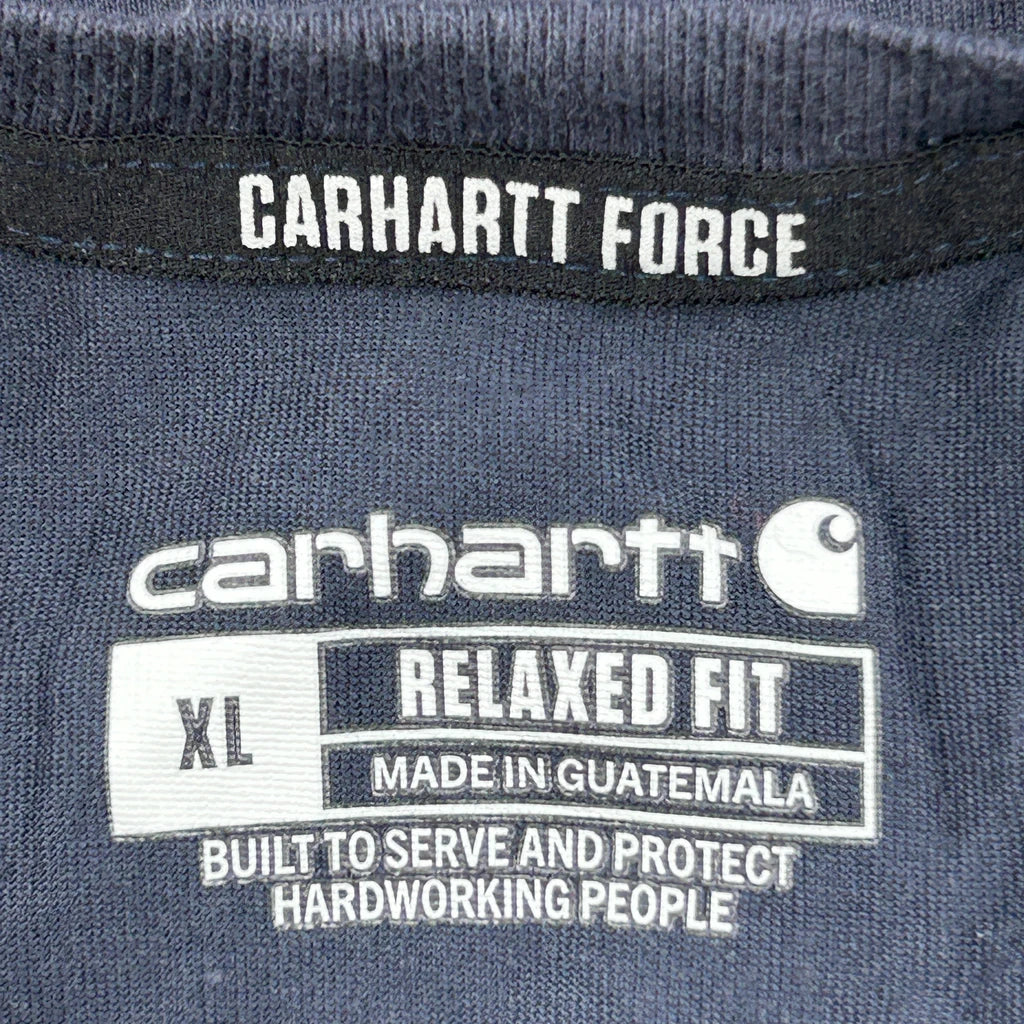 CARHARTT FORCE
carhartt
XL
RELAXED FIT
MADE IN GUATEMALA
BUILT TO SERVE AND PROTECT
HARDWORKING PEOPLE